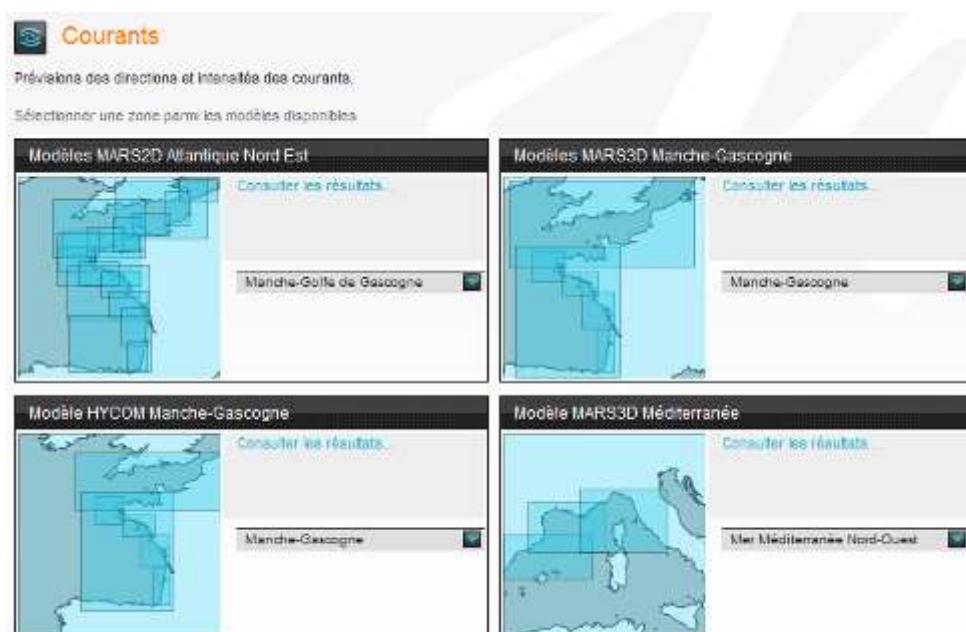 Courants
Prévisions des directions et intensités des courants.
Sélectionner une zone parmi les modèles disponibles
Modèles MARS2D Atlantique Nord Est
Consulter les résultats...
Manche-Golfe de Gascogne
Modèles MARS3D Manche-Gascogne
Consulter les résultats...
Manche-Gascogne
Modèle HYCOM Manche-Gascogne
Consulter les résultats...
Manche-Gascogne
Modèle MARS3D Méditerranée
Consulter les résultats...
Mer Méditerranée Nord-Ouest